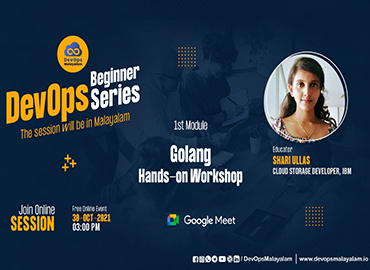 DevOps
Malayalam
DevOps
Beginner
Series
The session will be in Malayalam
1st Module
Golang
Hands-on Workshop
Educator
SHARI ULLAS
CLOUD STORAGE DEVELOPER, IBM
Join Online
SESSION
Free Online Event
30-OCT-2021
03:00 PM
Google Meet
/DevOpsMalayalam
www.devopsmalayalam.io